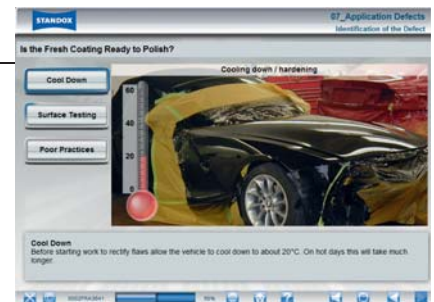 STANDOX
07_Application Defects
Identification of the Defect
Is the Fresh Coating Ready to Polish?
Cool Down
Surface Testing
Poor Practices
Cooling down / hardening
60
40
20
0
Cool Down
Before starting work to rectify flaws allow the vehicle to cool down to about 20°C. On hot days this will take much
longer.